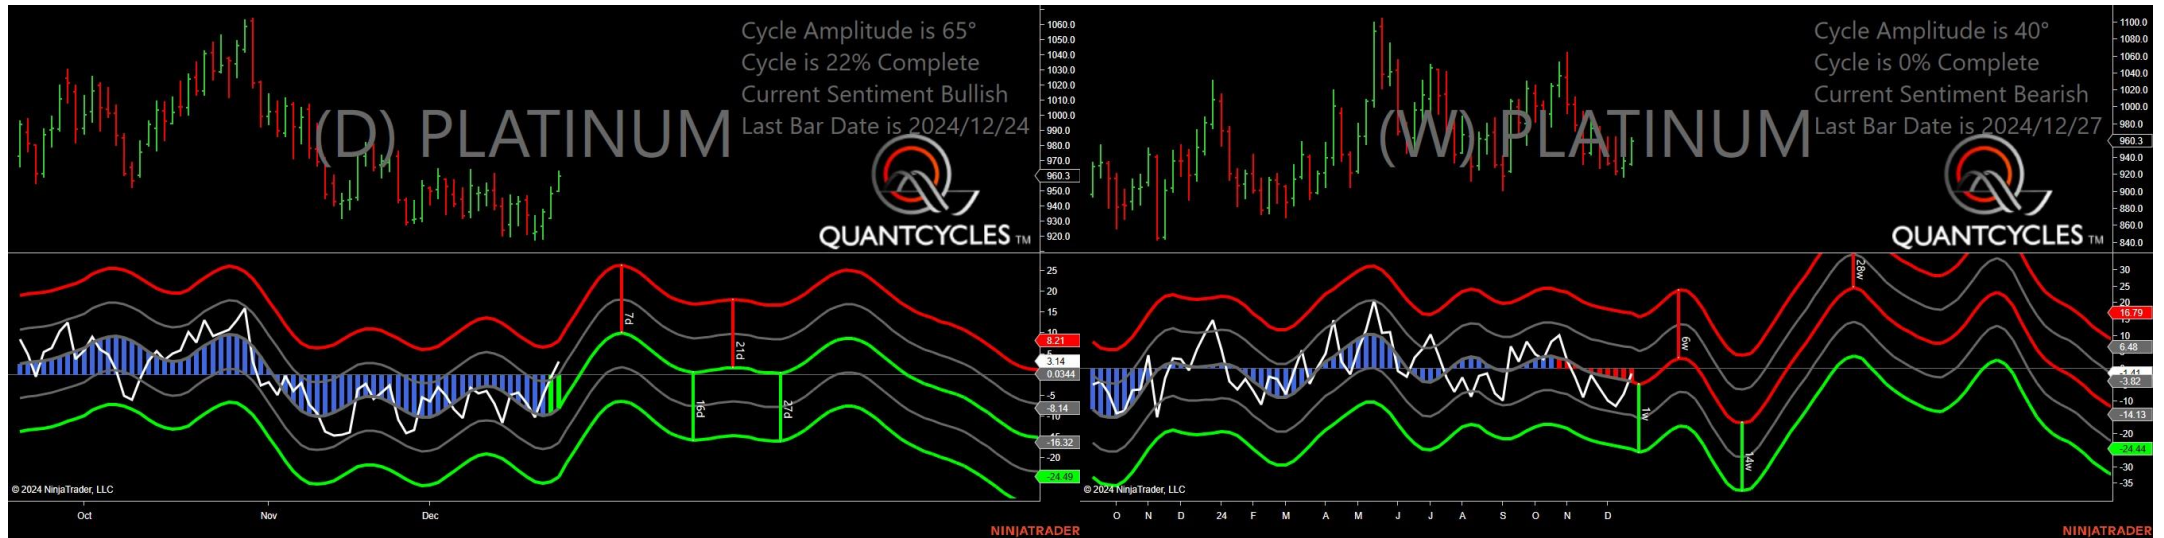 Cycle Amplitude is 65°
Cycle is 22% Complete
Current Sentiment Bullish
Last Bar Date is 2024/12/24
(D) PLATINUM
QUANTCYCLES TM
1060.0
1050.0
1040.0
1030.0
1020.0
1010.0
1000.0
990.0
980.0
970.0
960.3
950.0
940.0
930.0
920.0
25
20
15
10
8.21
3.14
0.0344
-5
-8.14
-10
-16.32
-20
-24.49
7d
21d
16d
27d
© 2024 NinjaTrader, LLC
Oct
Nov
Dec
NINJATRADER
Cycle Amplitude is 40°
Cycle is 0% Complete
Current Sentiment Bearish
Last Bar Date is 2024/12/27
(W) PLATINUM
QUANTCYCLES TM
1100.0
1080.0
1060.0
1040.0
1020.0
1000.0
980.0
960.3
940.0
920.0
900.0
880.0
860.0
840.0
30
25
20
16.79
10
6.48
-1.41
-3.82
-10
-14.13
-20
-24.44
-30
-35
28w
6w
1w
14w
© 2024 NinjaTrader, LLC
O
N
D
24
F
M
A
M
J
J
A
S
O
N
D
NINJATRADER